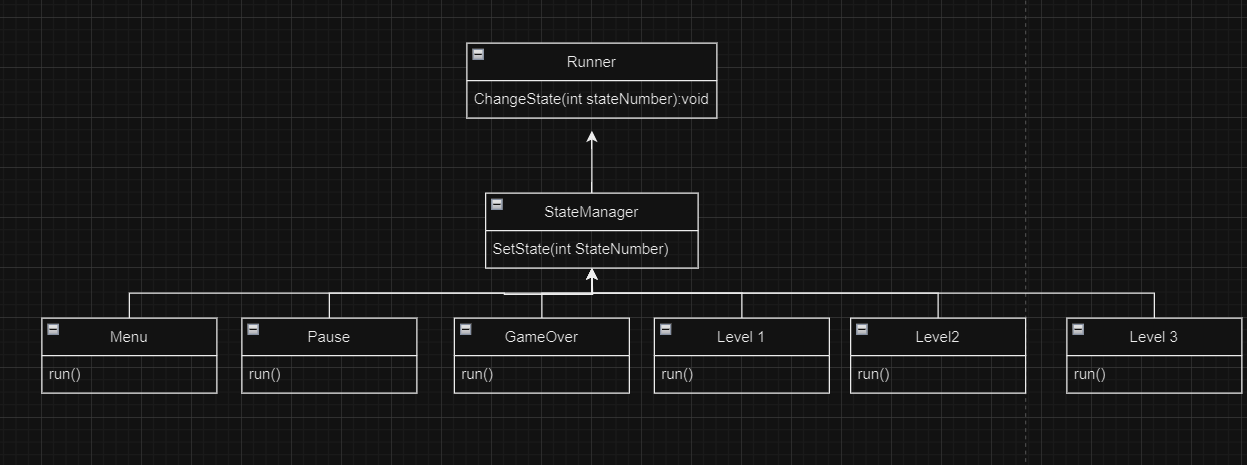 Runner
ChangeState(int stateNumber):void
StateManager
SetState(int StateNumber)
Menu
Pause
GameOver
Level 1
Level2
Level 3
run()
run()
run()
run()
run()
run()